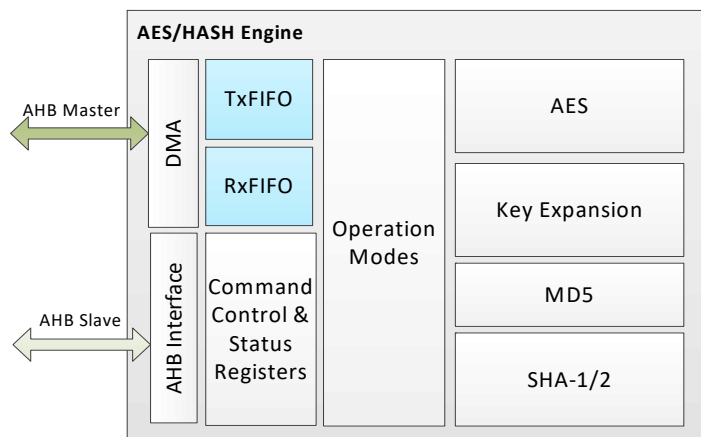 AES/HASH Engine
AHB Master
DMA
TxFIFO
RxFIFO
Operation
Modes
AES
Key Expansion
MD5
SHA-1/2
AHB Slave
AHB Interface
Command
Control &
Status
Registers